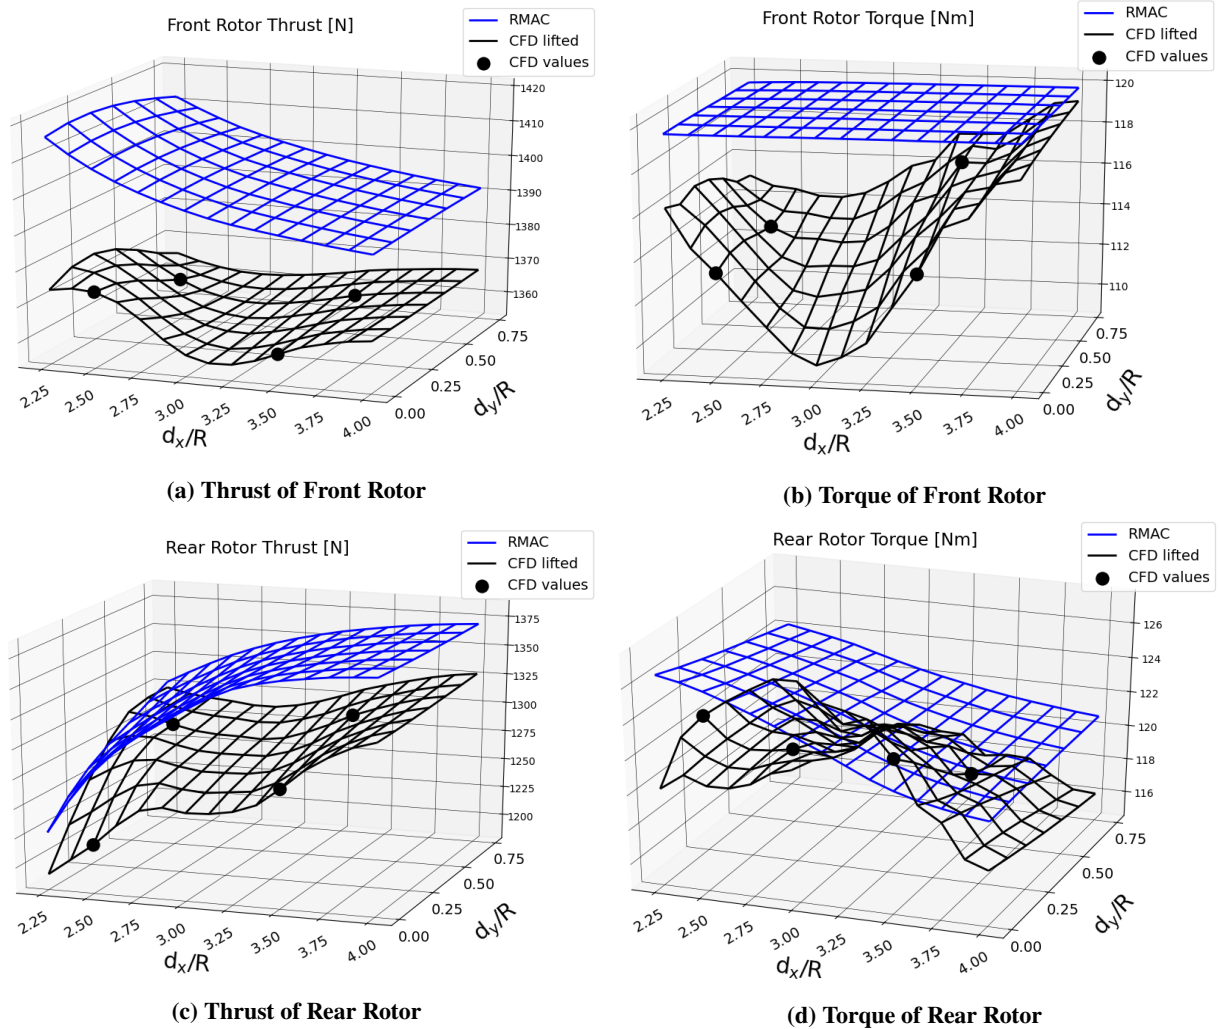 Front Rotor Thrust [N]
RMAC
CFD lifted
CFD values
1420
1410
1400
1390
1380
1370
1360
0.75
0.50
0.25
0.00
2.25
2.50
2.75
3.00
3.25
3.50
3.75
4.00
dx/R
dy/R
(a) Thrust of Front Rotor
Front Rotor Torque [Nm]
RMAC
CFD lifted
CFD values
120
118
116
114
112
110
0.75
0.50
0.25
0.00
2.25
2.50
2.75
3.00
3.25
3.50
3.75
4.00
dx/R
dy/R
(b) Torque of Front Rotor
Rear Rotor Thrust [N]
RMAC
CFD lifted
CFD values
1375
1350
1325
1300
1275
1250
1225
1200
0.75
0.50
0.25
0.00
2.25
2.50
2.75
3.00
3.25
3.50
3.75
4.00
dx/R
dy/R
(c) Thrust of Rear Rotor
Rear Rotor Torque [Nm]
RMAC
CFD lifted
CFD values
126
124
122
120
118
116
0.75
0.50
0.25
0.00
2.25
2.50
2.75
3.00
3.25
3.50
3.75
4.00
dx/R
dy/R
(d) Torque of Rear Rotor